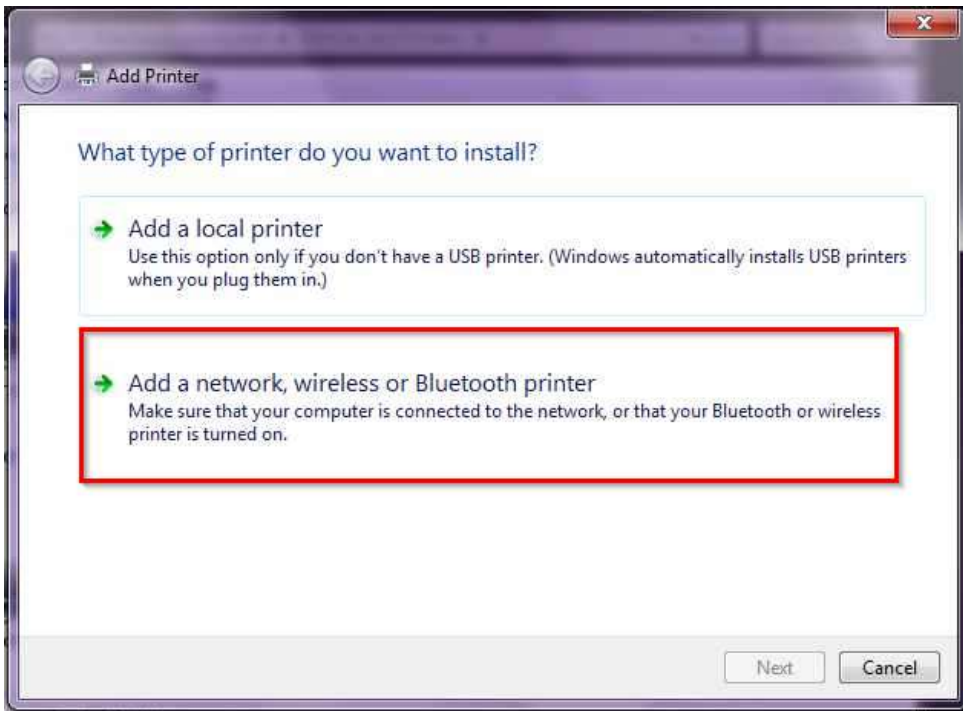 Add Printer
What type of printer do you want to install?
Add a local printer
Use this option only if you don't have a USB printer. (Windows automatically installs USB printers
when you plug them in.)
Add a network, wireless or Bluetooth printer
Make sure that your computer is connected to the network, or that your Bluetooth or wireless
printer is turned on.
Next Cancel